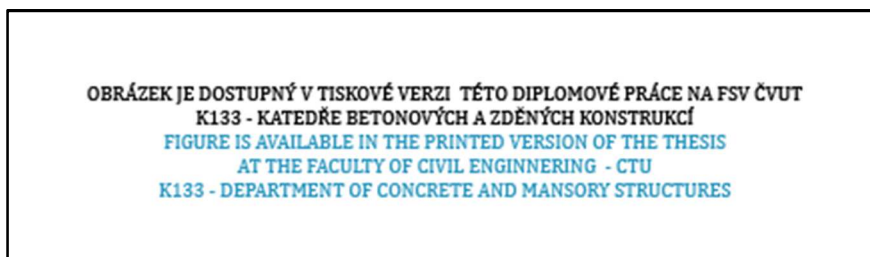 OBRÁZEK JE DOSTUPNÝ V TISKOVÉ VERZI TÉTO DIPLOMOVÉ PRÁCE NA FSV ČVUT
K133 - KATEDŘE BETONOVÝCH A ZDĚNÝCH KONSTRUKCÍ
FIGURE IS AVAILABLE IN THE PRINTED VERSION OF THE THESIS
AT THE FACULTY OF CIVIL ENGINNERING - CTU
K133 - DEPARTMENT OF CONCRETE AND MANSORY STRUCTURES